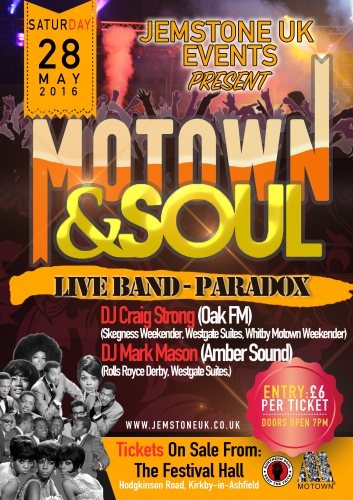 SATURDAY
28
MAY
2016
JEMSTONE UK
EVENTS
PRESENT
MOTOWN
&SOUL
LIVE BAND - PARADOX
DJ Craig Strong (Oak FM)
(Skegness Weekender, Westgate Suites, Whitby Motown Weekender)
DJ Mark Mason (Amber Sound)
(Rolls Royce Derby, Westgate Suites,)
ENTRY:£6
PER TICKET
DOORS OPEN 7PM
WWW.JEMSTONEUK.CO.UK
Tickets On Sale From:
The Festival Hall
Hodgkinson Road, Kirkby-in-Ashfield
MOTOWN